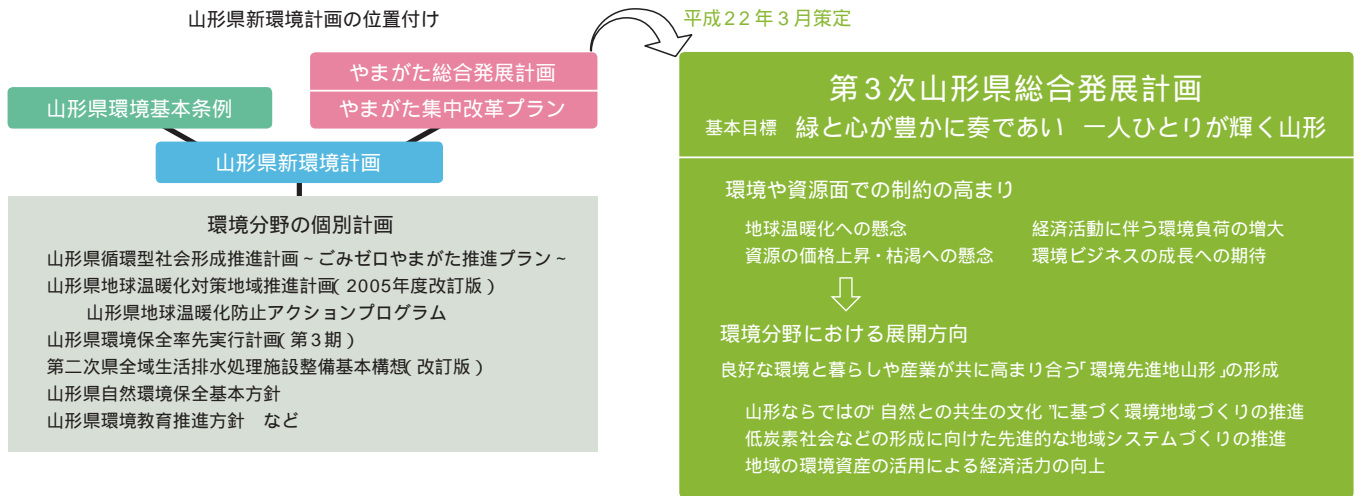 山形県新環境計画の位置付け
平成22年3月策定
やまがた総合発展計画
やまがた集中改革プラン
山形県環境基本条例
山形県新環境計画
環境分野の個別計画
山形県循環型社会形成推進計画~ごみゼロやまがた推進プラン~
山形県地球温暖化対策地域推進計画(2005年度改訂版)
山形県地球温暖化防止アクションプログラム
山形県環境保全率先実行計画(第3期)
第二次県全域生活排水処理施設整備基本構想(改訂版)
山形県自然環境保全基本方針
山形県環境教育推進方針 など
第3次山形県総合発展計画
基本目標 緑と心が豊かに奏であい 一人ひとりが輝く山形
環境や資源面での制約の高まり
地球温暖化への懸念 経済活動に伴う環境負荷の増大
資源の価格上昇・枯渇への懸念 環境ビジネスの成長への期待
環境分野における展開方向
良好な環境と暮らしや産業が共に高まり合う「環境先進地山形」の形成
山形ならではの“自然との共生の文化”に基づく環境地域づくりの推進
低炭素社会などの形成に向けた先進的な地域システムづくりの推進
地域の環境資産の活用による経済活力の向上